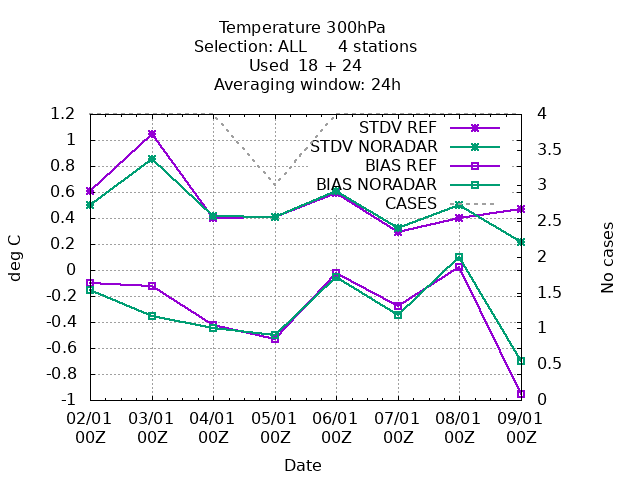 Temperature 300hPa
Selection: ALL      4 stations
Used  18 + 24
Averaging window: 24h
1.2
1
0.8
0.6
0.4
0.2
0
-0.2
-0.4
-0.6
-0.8
-1
deg C
4
3.5
3
2.5
2
1.5
1
0.5
0
No cases
STDV REF
STDV NORADAR
BIAS REF
BIAS NORADAR
CASES
02/01 03/01 04/01 05/01 06/01 07/01 08/01 09/01
00Z 00Z 00Z 00Z 00Z 00Z 00Z 00Z
Date